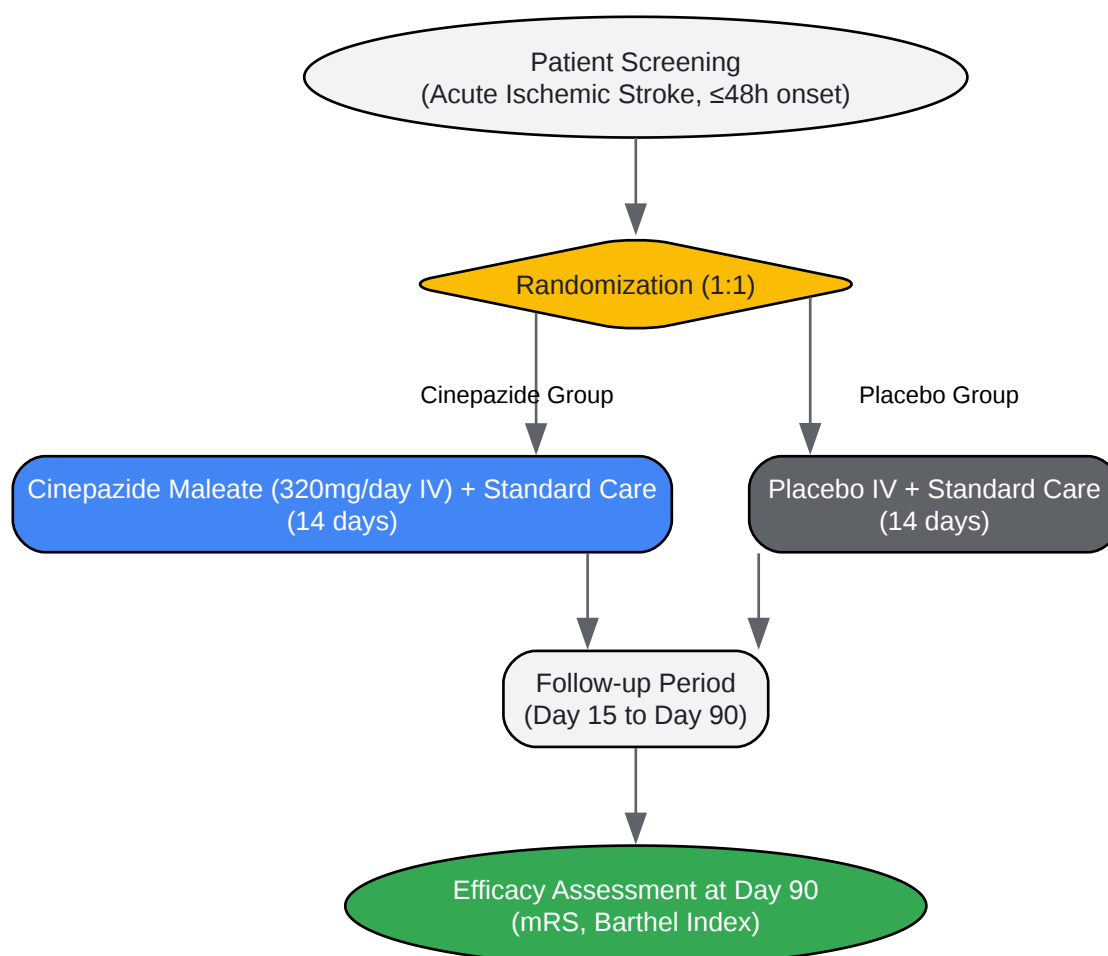 Patient Screening
(Acute Ischemic Stroke, ≤48h onset)
Randomization (1:1)
Cinepazide Group
Placebo Group
Cinepazide Maleate (320mg/day IV) + Standard Care
(14 days)
Placebo IV + Standard Care
(14 days)
Follow-up Period
(Day 15 to Day 90)
Efficacy Assessment at Day 90
(mRS, Barthel Index)